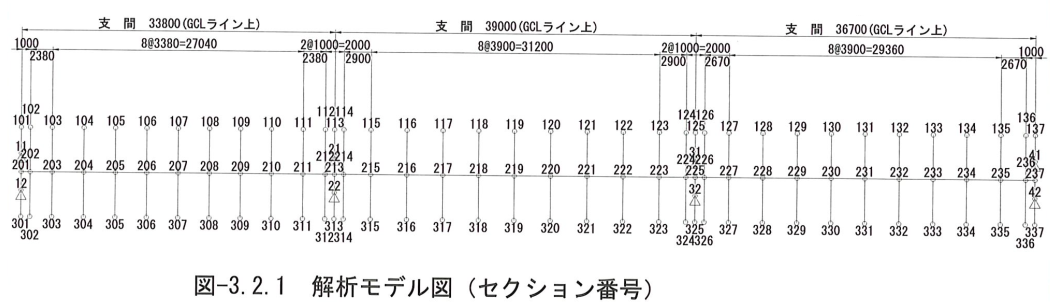 支 間 33800(GCLライン上) 支 間 39000(GCLライン上) 支 間 36700(GCLライン上)
1000 8@3380=27040 2@1000=2000 8@3900=31200 2@1000=2000 8@3900=29360 1000
2380 2380 2900 2900 2670 2670
102 112 114 124 126 136
101 103 104 105 106 107 108 109 110 111 113 115 116 117 118 119 120 121 122 123 125 127 128 129 130 131 132 133 134 135 137
11 21 31 41
202 212 214 224 226 236
201 203 204 205 206 207 208 209 210 211 213 215 216 217 218 219 220 221 222 223 225 227 228 229 230 231 232 233 234 235 237
12 22 32 42
301 303 304 305 306 307 308 309 310 311 313 315 316 317 318 319 320 321 322 323 325 327 328 329 330 331 332 333 334 335 337
302 312 314 324 326 336
図-3.2.1 解析モデル図（セクション番号）